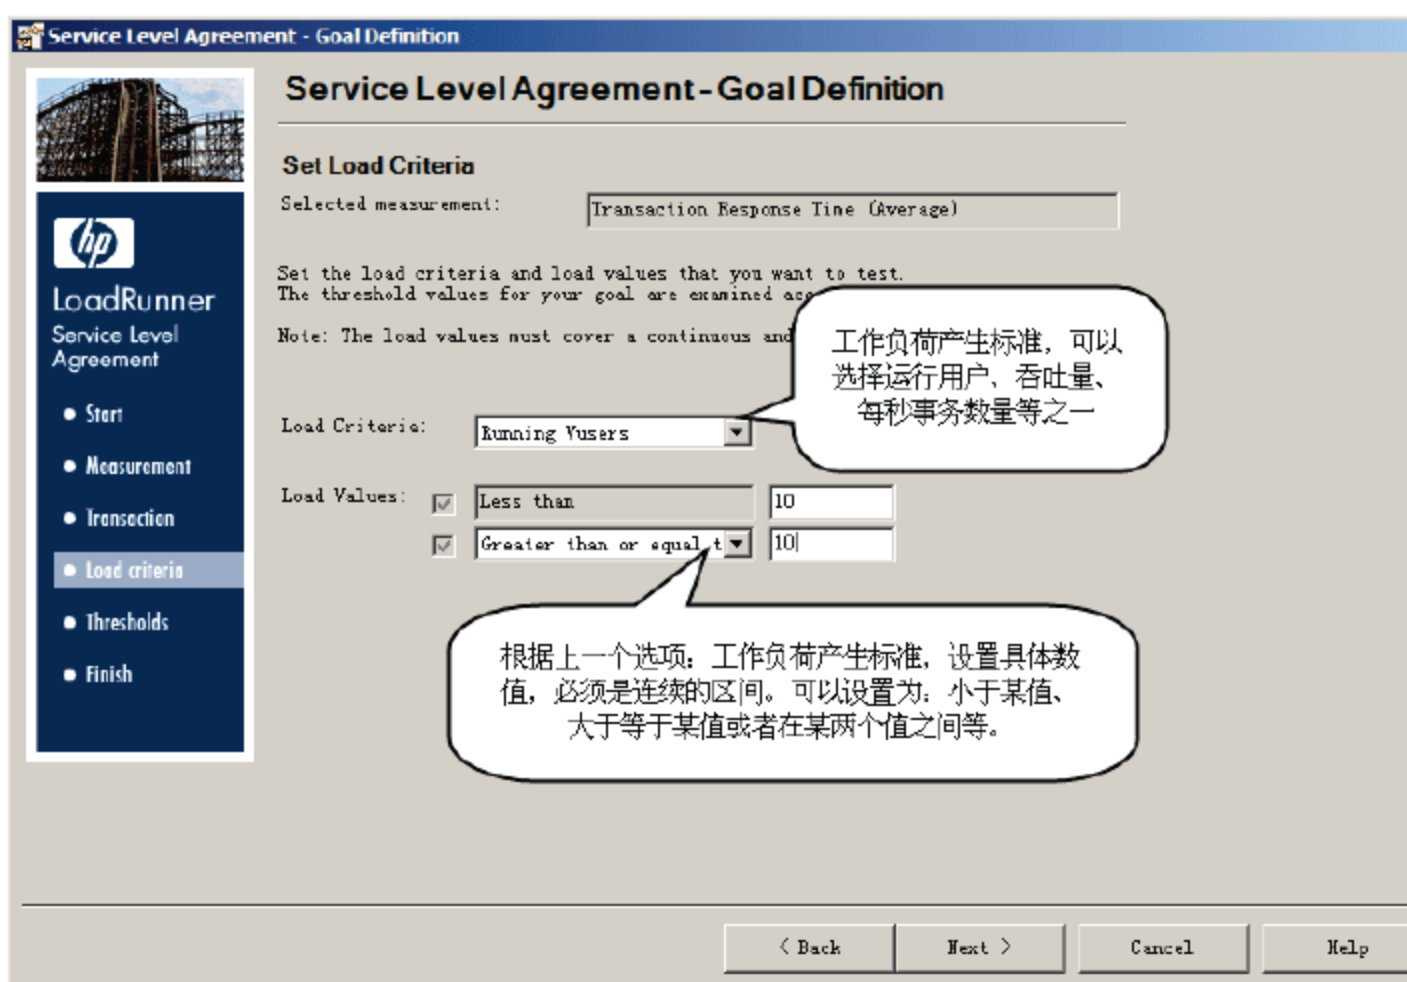 Service Level Agreement - Goal Definition
Service Level Agreement - Goal Definition
Set Load Criteria
Selected measurement:
Transaction Response Time (Average)
hp
LoadRunner
Service Level
Agreement
Start
Measurement
Transaction
Load criteria
Thresholds
Finish
Set the load criteria and load values that you want to test.
The threshold values for your goal are examined
Note: The load values must cover a continuous and
工作负荷产生标准，可以
选择运行用户、吞吐量、
每秒事务数量等之一
Load Criteria:
Running Vusers
Load Values:
Less than
10
Greater than or equal t
10
根据上一个选项：工作负荷产生标准，设置具体数
值，必须是连续的区间。可以设置为：小于某值、
大于等于某值或者在某两个值之间等。
< Back
Next >
Cancel
Help